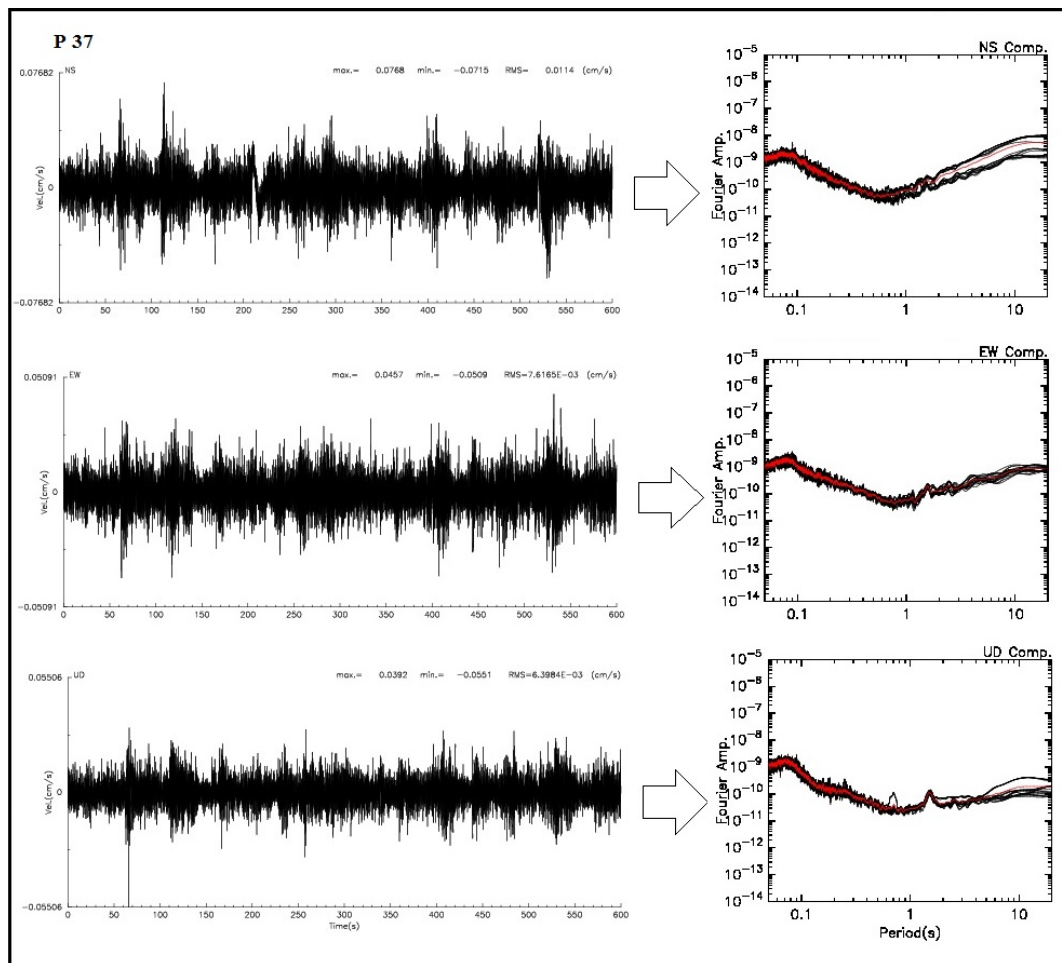 P 37
0.07682 NS max.= 0.0768 min.= -0.0715 RMS= 0.0114 (cm/s)
Vel.(cm/s)
0
-0.07682
0 50 100 150 200 250 300 350 400 450 500 550 600
NS Comp.
10-5
10-6
10-7
10-8
10-9
10-10
10-11
10-12
10-13
10-14
Fourier Amp.
0.1 1 10
0.05091 EW max.= 0.0457 min.= -0.0509 RMS=7.6165E-03 (cm/s)
Vel.(cm/s)
0
-0.05091
0 50 100 150 200 250 300 350 400 450 500 550 600
EW Comp.
10-5
10-6
10-7
10-8
10-9
10-10
10-11
10-12
10-13
10-14
Fourier Amp.
0.1 1 10
0.05506 UD max.= 0.0392 min.= -0.0551 RMS=6.3984E-03 (cm/s)
Vel.(cm/s)
0
-0.05506
0 50 100 150 200 250 300 350 400 450 500 550 600
Time(s)
UD Comp.
10-5
10-6
10-7
10-8
10-9
10-10
10-11
10-12
10-13
10-14
Fourier Amp.
0.1 1 10
Period(s)